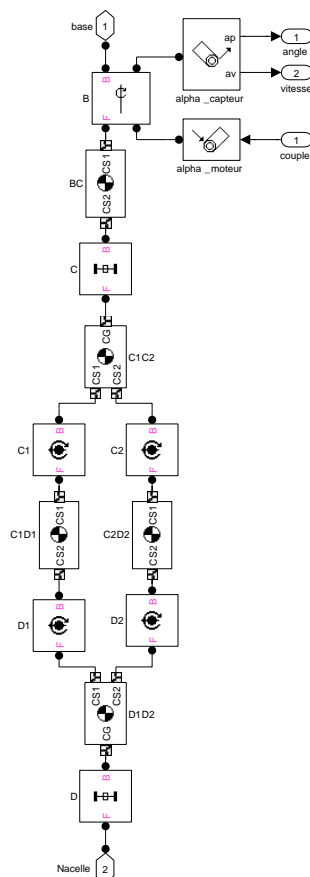 1
base
ap
1
angle
av
2
vitesse
alpha _capteur
B
B
F
alpha _moteur
1
couple
CS1
BC
CS2
B
C
F
CG
C1C2
CS1 CS2
B B
C1 C2
F F
CS1 CS1
C1D1 C2D2
CS2 CS2
B B
D1 D2
F F
CS1 CS2
D1D2
CG
B
D
F
Nacelle
2